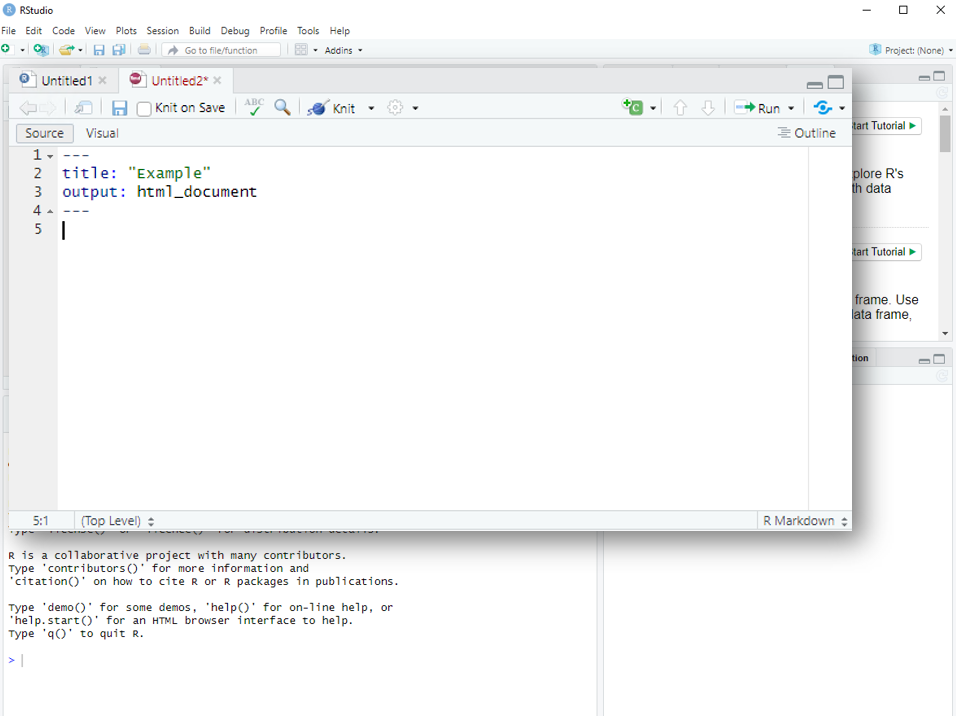 RStudio
File Edit Code View Plots Session Build Debug Profile Tools Help
Go to file/function Addins Project: (None)
Untitled1 Untitled2*
Knit on Save ABC Knit Run
Source Visual Outline
1 ---
2 title: "Example"
3 output: html_document
4 ---
5
5:1 (Top Level) R Markdown
tart Tutorial
plore R's
th data
tart Tutorial
frame. Use
data frame,
tion
R is a collaborative project with many contributors.
Type 'contributors()' for more information and
'citation()' on how to cite R or R packages in publications.
Type 'demo()' for some demos, 'help()' for on-line help, or
'help.start()' for an HTML browser interface to help.
Type 'q()' to quit R.
>